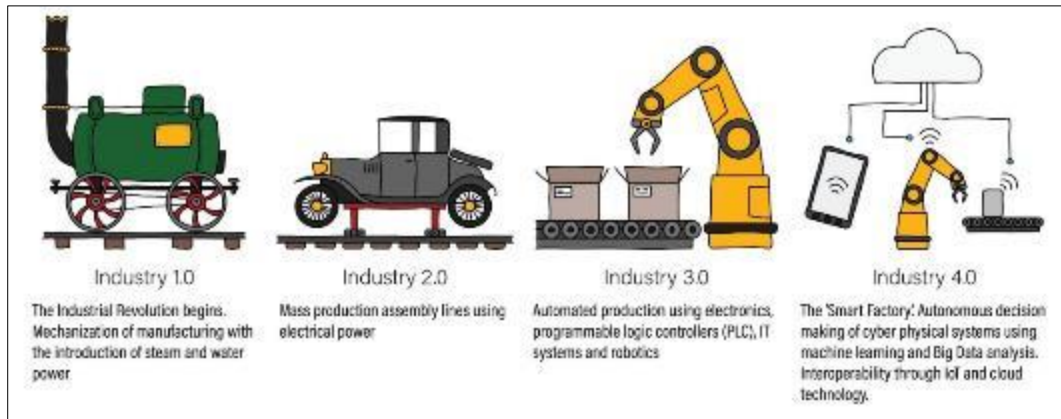 Industry 1.0
The Industrial Revolution begins.
Mechanization of manufacturing with
the introduction of steam and water
power
Industry 2.0
Mass production assembly lines using
electrical power
Industry 3.0
Automated production using electronics,
programmable logic controllers (PLC), IT
systems and robotics
Industry 4.0
The 'Smart Factory'. Autonomous decision
making of cyber physical systems using
machine learning and Big Data analysis.
Interoperability through IoT and cloud
technology.